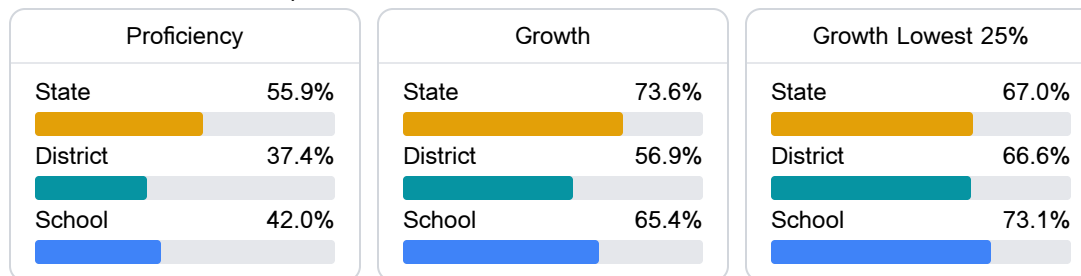 Proficiency
State 55.9%
District 37.4%
School 42.0%
Growth
State 73.6%
District 56.9%
School 65.4%
Growth Lowest 25%
State 67.0%
District 66.6%
School 73.1%